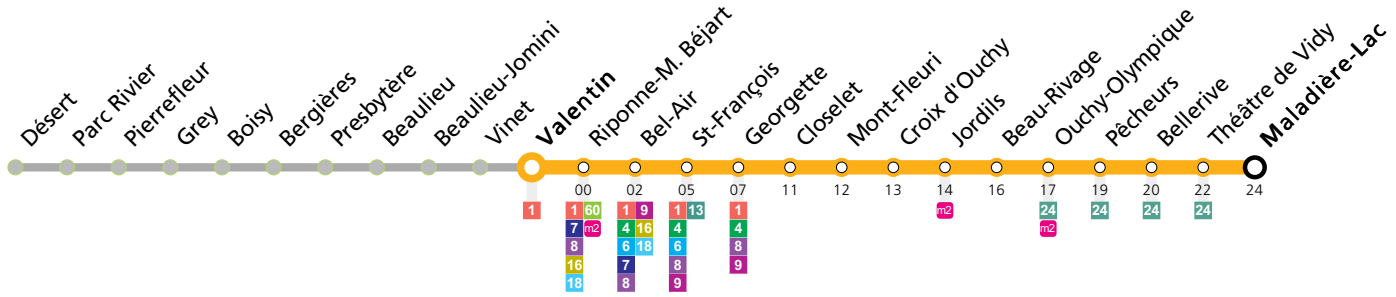 Désert
Parc Rivier
Pierrefleur
Grey
Boisy
Bergières
Presbytère
Beaulieu
Beaulieu-Jomini
Vinet
Valentin
Riponne-M. Béjart
Bel-Air
St-François
Georgette
Closelet
Mont-Fleuri
Croix d'Ouchy
Jordils
Beau-Rivage
Ouchy-Olympique
Pêcheurs
Bellerive
Théâtre de Vidy
Maladière-Lac
00 02 05 07 11 12 13 14 16 17 19 20 22 24
1 1 60 1 9 1 13 1 m2 24 24 24 24
7 m2 4 16 4 4 m2
8 6 18 6 8
16 7 8 9
18 8 9